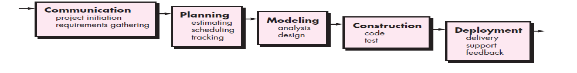 Communication
project initiation
requirements gathering
Planning
estimating
scheduling
tracking
Modeling
analysis
design
Construction
code
test
Deployment
delivery
support
feedback